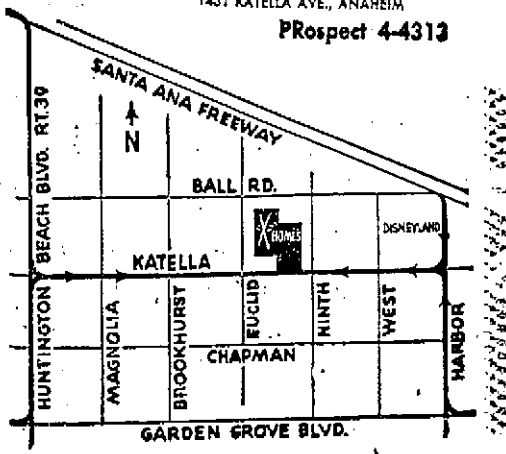 1431 KATELLA AVE., ANAHEIM
PRospect 4-4313
SANTA ANA FREEWAY
HUNTINGTON BEACH BLVD. RT.39
N
BALL RD.
HOMES
DISNEYLAND
KATELLA
MAGNOLIA
BROOKHURST
EUCLID
NINTH
WEST
HARBOR
CHAPMAN
GARDEN GROVE BLVD.